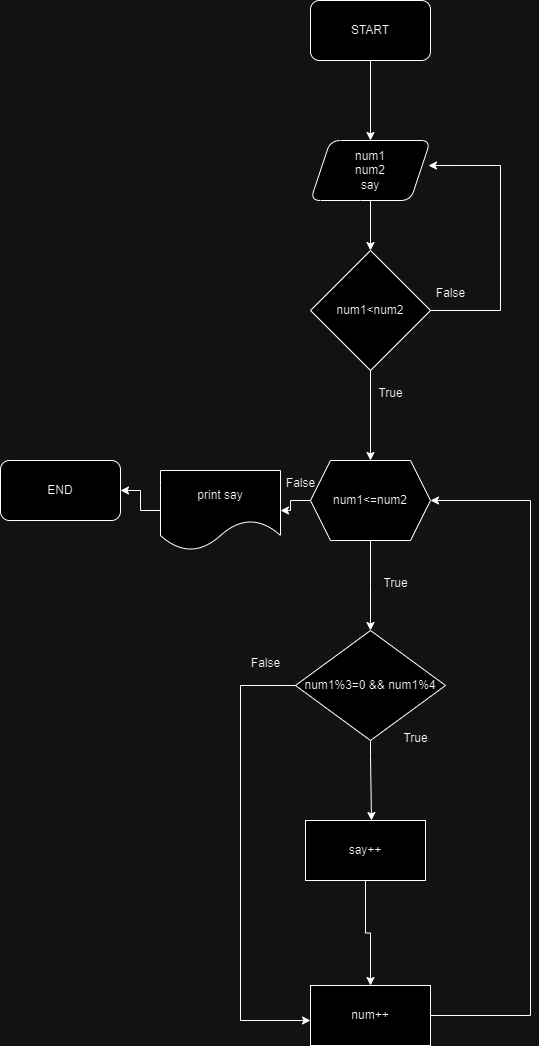 START
num1
num2
say
num1<num2
False
True
num1<=num2
False
print say
END
True
num1%3=0 && num1%4
False
True
say++
num++